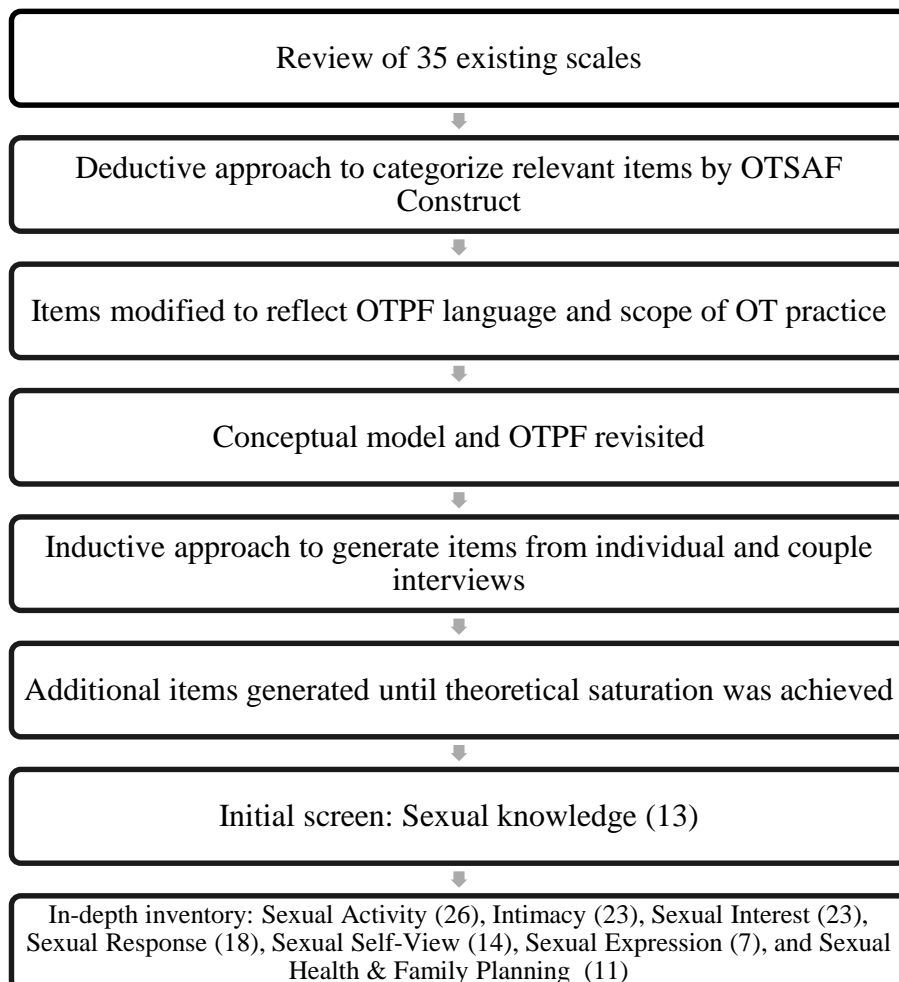 Review of 35 existing scales
Deductive approach to categorize relevant items by OTSAF
Construct
Items modified to reflect OTPF language and scope of OT practice
Conceptual model and OTPF revisited
Inductive approach to generate items from individual and couple
interviews
Additional items generated until theoretical saturation was achieved
Initial screen: Sexual knowledge (13)
In-depth inventory: Sexual Activity (26), Intimacy (23), Sexual Interest (23),
Sexual Response (18), Sexual Self-View (14), Sexual Expression (7), and Sexual
Health & Family Planning (11)